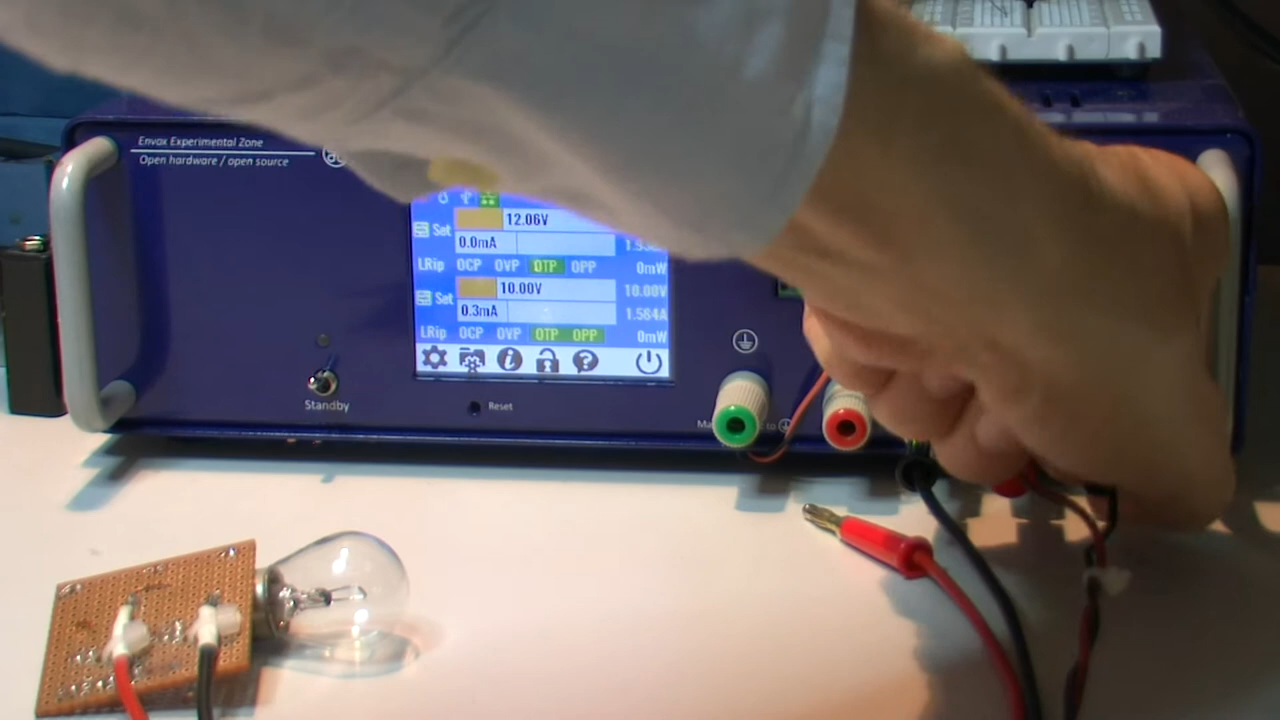 Envox Experimental Zone
Open hardware / open source
12.06V
Set
0.0mA
LRip OCP OVP OTP OPP 0mW
10.00V 10.00V
Set
0.3mA 1.584A
LRip OCP OVP OTP OPP 0mW
Standby
Reset